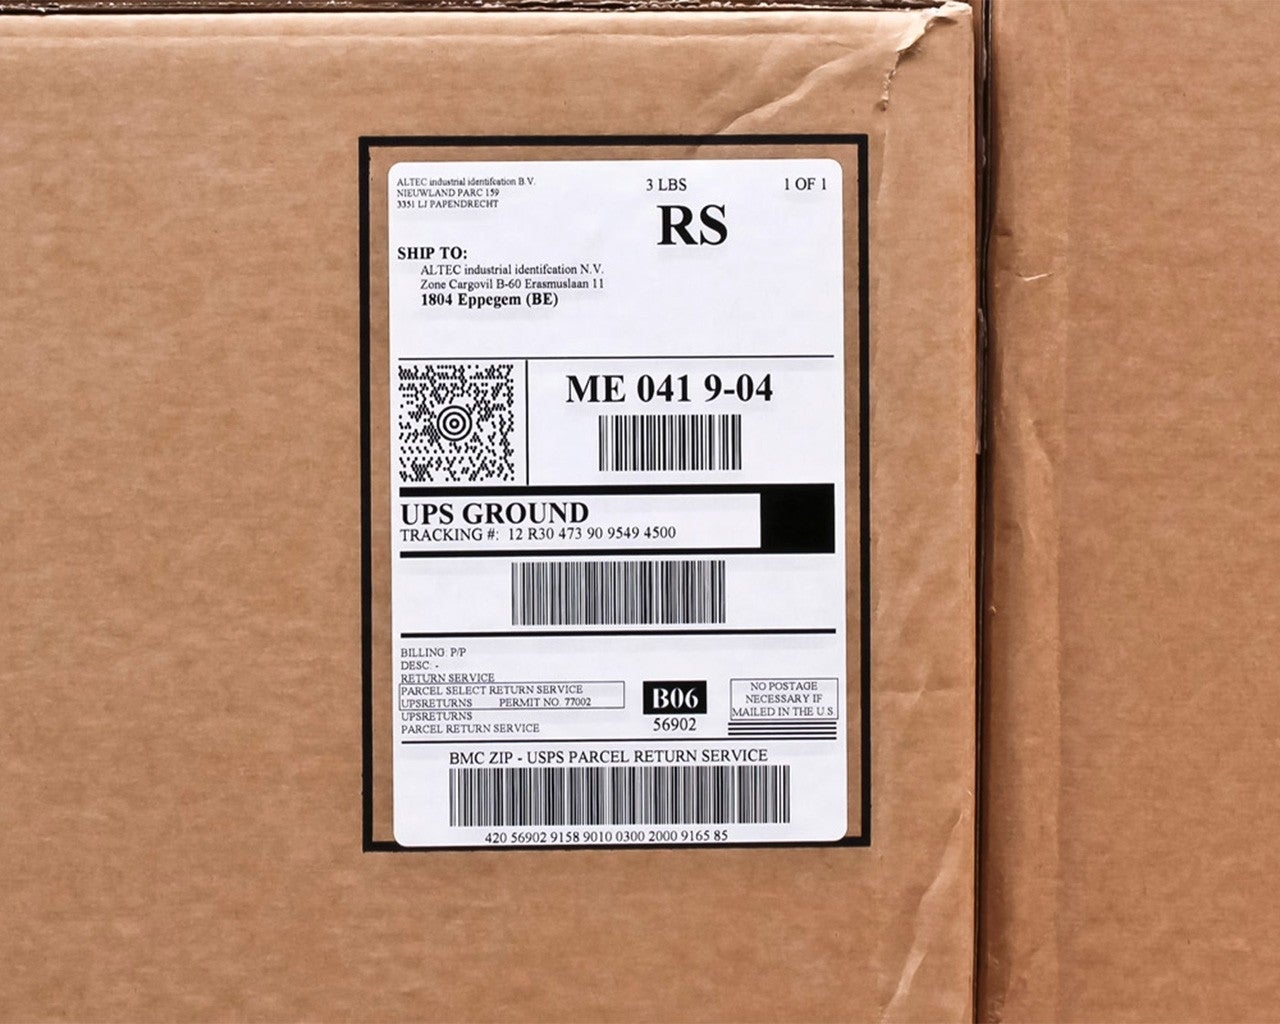 ALTEC industrial identifcation B.V.
NIEUWLAND PARC 159
3351 LJ PAPENDRECHT
3 LBS
1 OF 1
RS
SHIP TO:
ALTEC industrial identifcation N.V.
Zone Cargovil B-60 Erasmuslaan 11
1804 Eppegem (BE)
ME 041 9-04
UPS GROUND
TRACKING #: 12 R30 473 90 9549 4500
BILLING: P/P
DESC: -
RETURN SERVICE
PARCEL SELECT RETURN SERVICE
UPSRETURNS PERMIT NO. 77002
UPSRETURNS
PARCEL RETURN SERVICE
B06
56902
NO POSTAGE
NECESSARY IF
MAILED IN THE U.S.
BMC ZIP - USPS PARCEL RETURN SERVICE
420 56902 9158 9010 0300 2000 9165 85